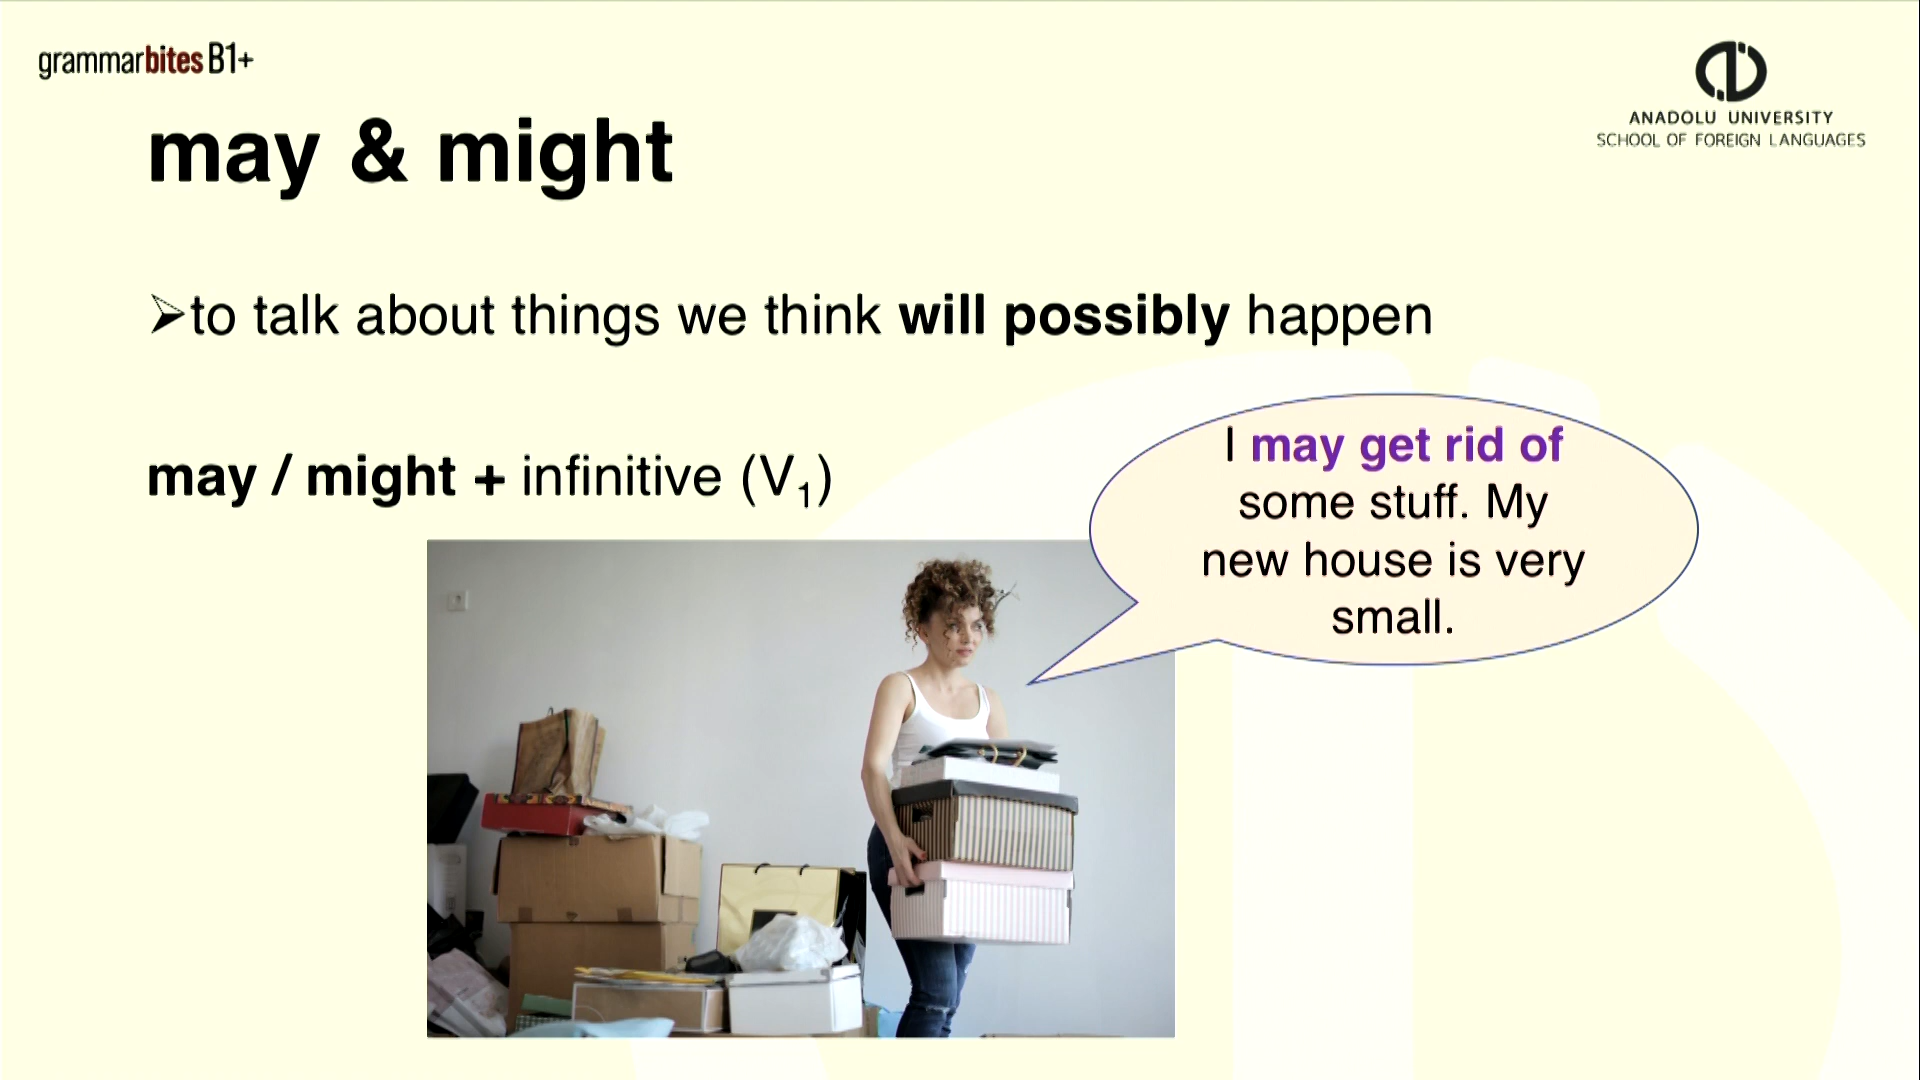 grammarbites B1+
ANADOLU UNIVERSITY
SCHOOL OF FOREIGN LANGUAGES
may & might
➢to talk about things we think will possibly happen
may / might + infinitive (V₁)
I may get rid of
some stuff. My
new house is very
small.